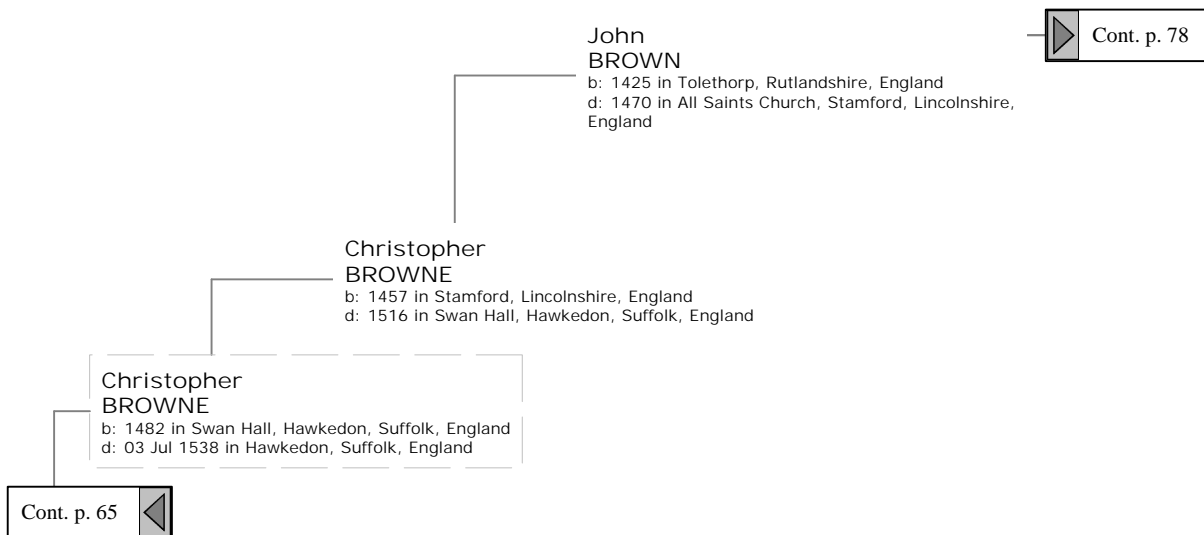 John
BROWN
b: 1425 in Tolethorp, Rutlandshire, England
d: 1470 in All Saints Church, Stamford, Lincolnshire,
England
Cont. p. 78
Christopher
BROWNE
b: 1457 in Stamford, Lincolnshire, England
d: 1516 in Swan Hall, Hawkedon, Suffolk, England
Christopher
BROWNE
b: 1482 in Swan Hall, Hawkedon, Suffolk, England
d: 03 Jul 1538 in Hawkedon, Suffolk, England
Cont. p. 65